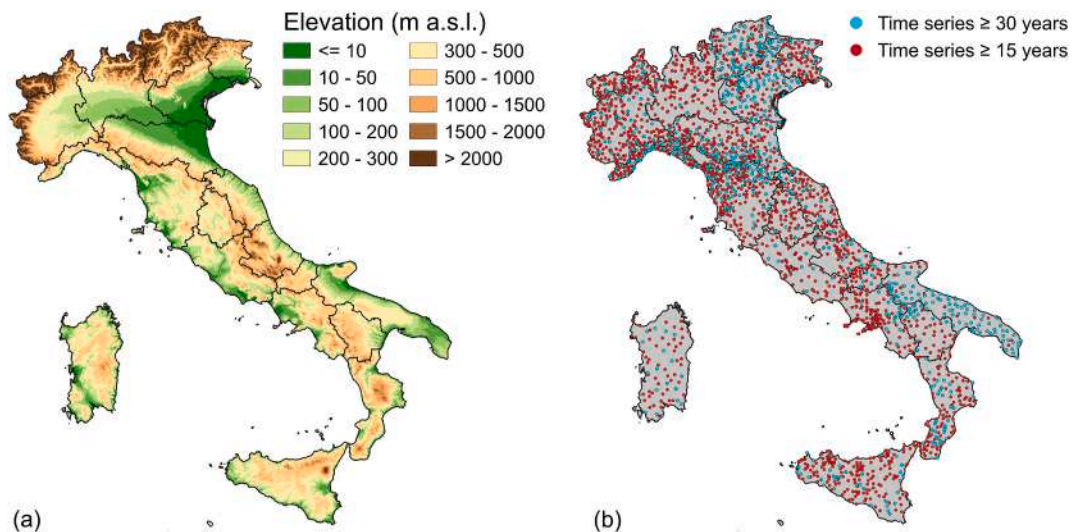 Elevation (m a.s.l.)
<= 10
10 - 50
50 - 100
100 - 200
200 - 300
300 - 500
500 - 1000
1000 - 1500
1500 - 2000
> 2000
Time series ≥ 30 years
Time series ≥ 15 years
(a)
(b)